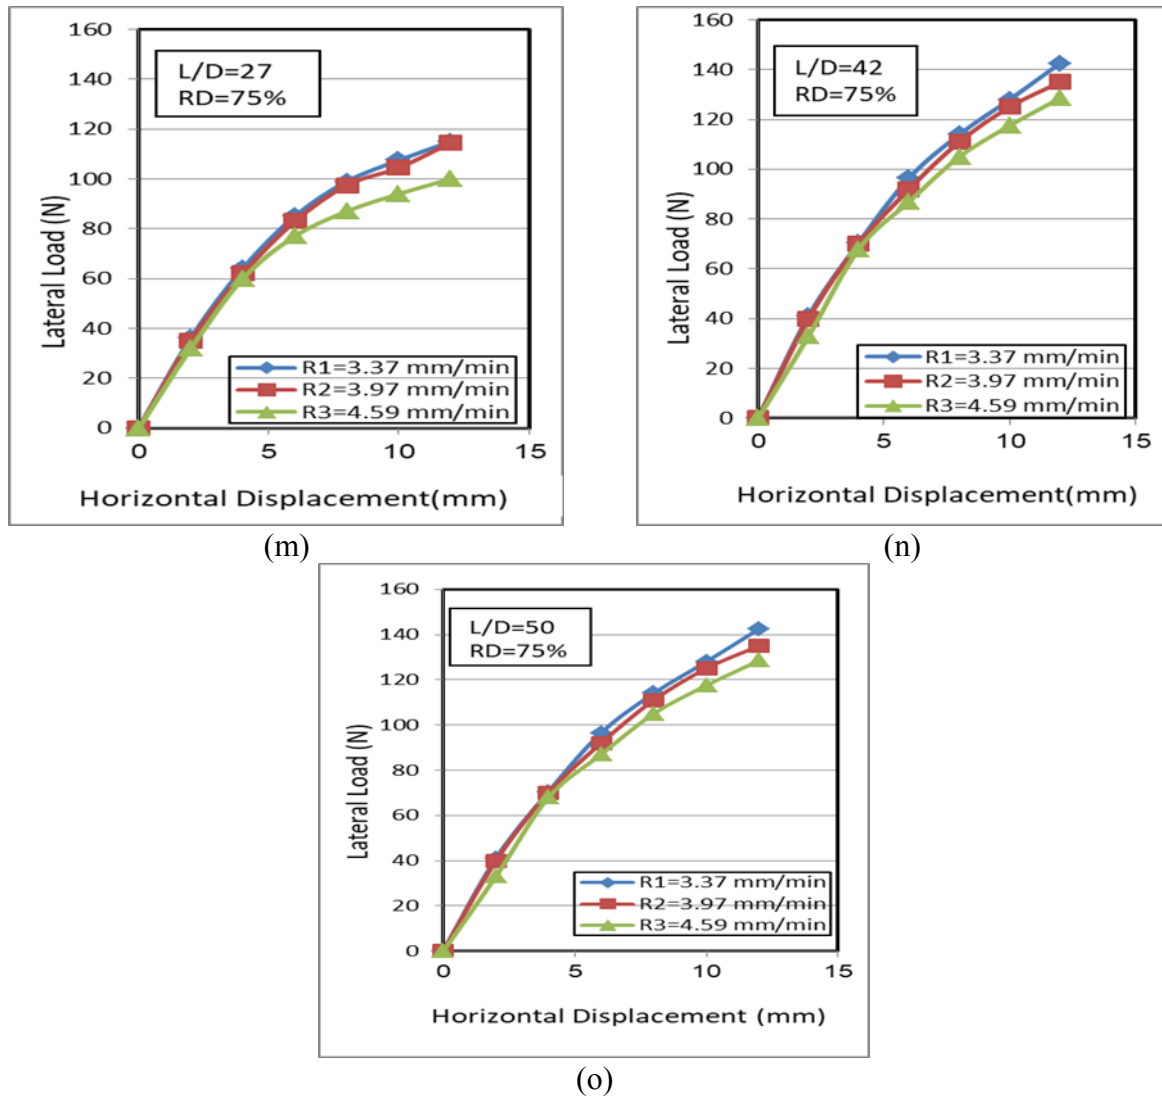 160
140
120
100
80
60
40
20
0
Lateral Load (N)
L/D=27
RD=75%
R1=3.37 mm/min
R2=3.97 mm/min
R3=4.59 mm/min
0 5 10 15
Horizontal Displacement(mm)
(m)
160
140
120
100
80
60
40
20
0
Lateral Load (N)
L/D=42
RD=75%
R1=3.37 mm/min
R2=3.97 mm/min
R3=4.59 mm/min
0 5 10 15
Horizontal Displacement(mm)
(n)
160
140
120
100
80
60
40
20
0
Lateral Load (N)
L/D=50
RD=75%
R1=3.37 mm/min
R2=3.97 mm/min
R3=4.59 mm/min
0 5 10 15
Horizontal Displacement (mm)
(o)